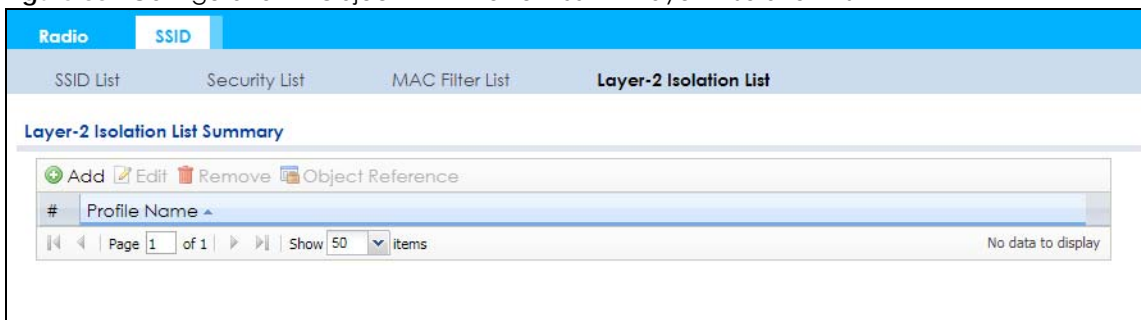 Radio SSID
SSID List Security List MAC Filter List Layer-2 Isolation List
Layer-2 Isolation List Summary
Add Edit Remove Object Reference
# Profile Name
Page 1 of 1 Show 50 items No data to display